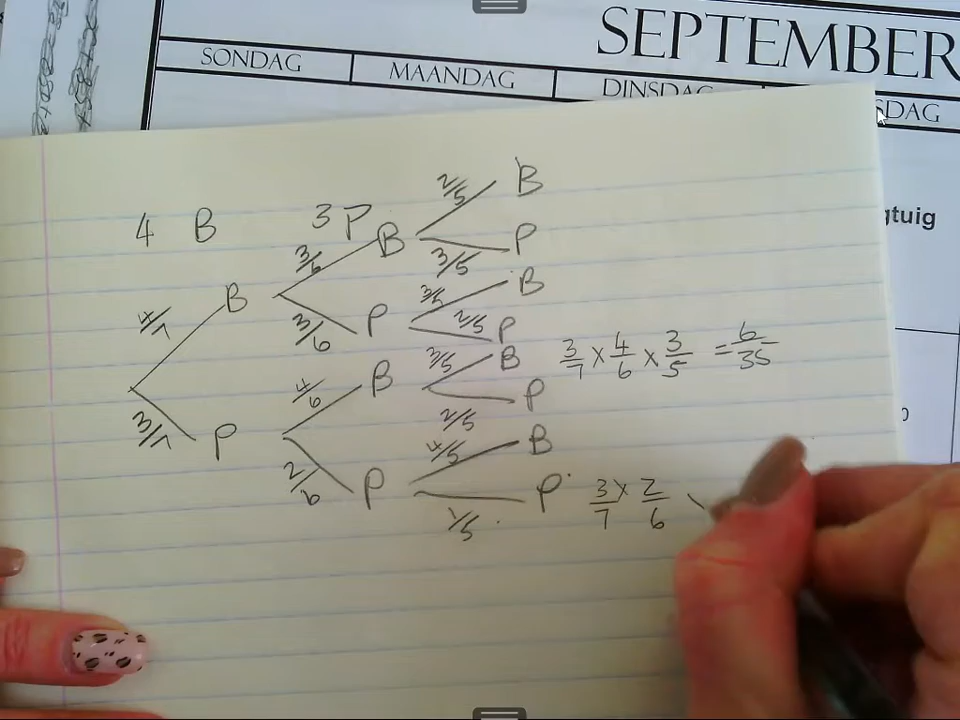 SEPTEMBER
SONDAG MAANDAG DINSDAG
SDAG
gtuig
4 B 3 P
2/5 B
3/6 B
3/5 P
3/5 B
4/7 B
3/6 P
2/5 P
3/5 B 3/7 × 4/6 × 3/5 = 6/35
4/6 B
2/5 P
3/7 P
4/5 B
2/6 P
1/5 P 3/7 × 2/6